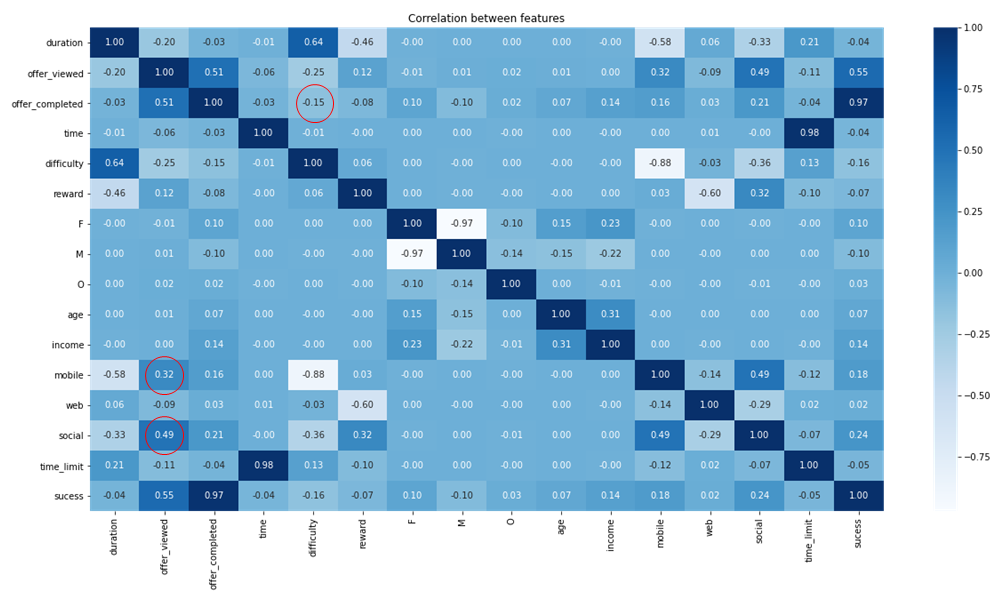 Correlation between features
duration 1.00 -0.20 -0.03 -0.01 0.64 -0.46 -0.00 0.00 0.00 0.00 -0.00 -0.58 0.06 -0.33 0.21 -0.04
offer_viewed -0.20 1.00 0.51 -0.06 -0.25 0.12 -0.01 0.01 0.02 0.01 0.00 0.32 -0.09 0.49 -0.11 0.55
offer_completed -0.03 0.51 1.00 -0.03 -0.15 -0.08 0.10 -0.10 0.02 0.07 0.14 0.16 0.03 0.21 -0.04 0.97
time -0.01 -0.06 -0.03 1.00 -0.01 -0.00 0.00 0.00 0.00 0.00 -0.00 0.00 0.01 -0.00 0.98 -0.04
difficulty 0.64 -0.25 -0.15 -0.01 1.00 0.06 0.00 -0.00 -0.00 -0.00 -0.00 -0.88 -0.03 -0.36 0.13 -0.16
reward -0.46 0.12 -0.08 -0.00 0.06 1.00 0.00 -0.00 -0.00 -0.00 -0.00 0.03 -0.60 0.32 -0.10 -0.07
F -0.00 -0.01 0.10 0.00 0.00 0.00 1.00 -0.97 -0.10 0.15 0.23 -0.00 -0.00 -0.00 0.00 0.10
M 0.00 0.01 -0.10 0.00 -0.00 -0.00 -0.97 1.00 -0.14 -0.15 -0.22 0.00 0.00 0.00 0.00 -0.10
O 0.00 0.02 0.02 0.00 -0.00 -0.00 -0.10 -0.14 1.00 0.00 -0.01 -0.00 -0.00 -0.01 -0.00 0.03
age 0.00 0.01 0.07 0.00 -0.00 -0.00 0.15 -0.15 0.00 1.00 0.31 -0.00 -0.00 0.00 0.00 0.07
income -0.00 0.00 0.14 -0.00 -0.00 -0.00 0.23 -0.22 -0.01 0.31 1.00 -0.00 -0.00 0.00 -0.00 0.14
mobile -0.58 0.32 0.16 0.00 -0.88 0.03 -0.00 0.00 -0.00 -0.00 -0.00 1.00 -0.14 0.49 -0.12 0.18
web 0.06 -0.09 0.03 0.01 -0.03 -0.60 -0.00 0.00 -0.00 -0.00 -0.00 -0.14 1.00 -0.29 0.02 0.02
social -0.33 0.49 0.21 -0.00 -0.36 0.32 -0.00 0.00 -0.01 0.00 0.00 0.49 -0.29 1.00 -0.07 0.24
time_limit 0.21 -0.11 -0.04 0.98 0.13 -0.10 0.00 0.00 -0.00 0.00 -0.00 -0.12 0.02 -0.07 1.00 -0.05
sucess -0.04 0.55 0.97 -0.04 -0.16 -0.07 0.10 -0.10 0.03 0.07 0.14 0.18 0.02 0.24 -0.05 1.00
duration offer_viewed offer_completed time difficulty reward F M O age income mobile web social time_limit sucess
1.00
0.75
0.50
0.25
0.00
−0.25
−0.50
−0.75